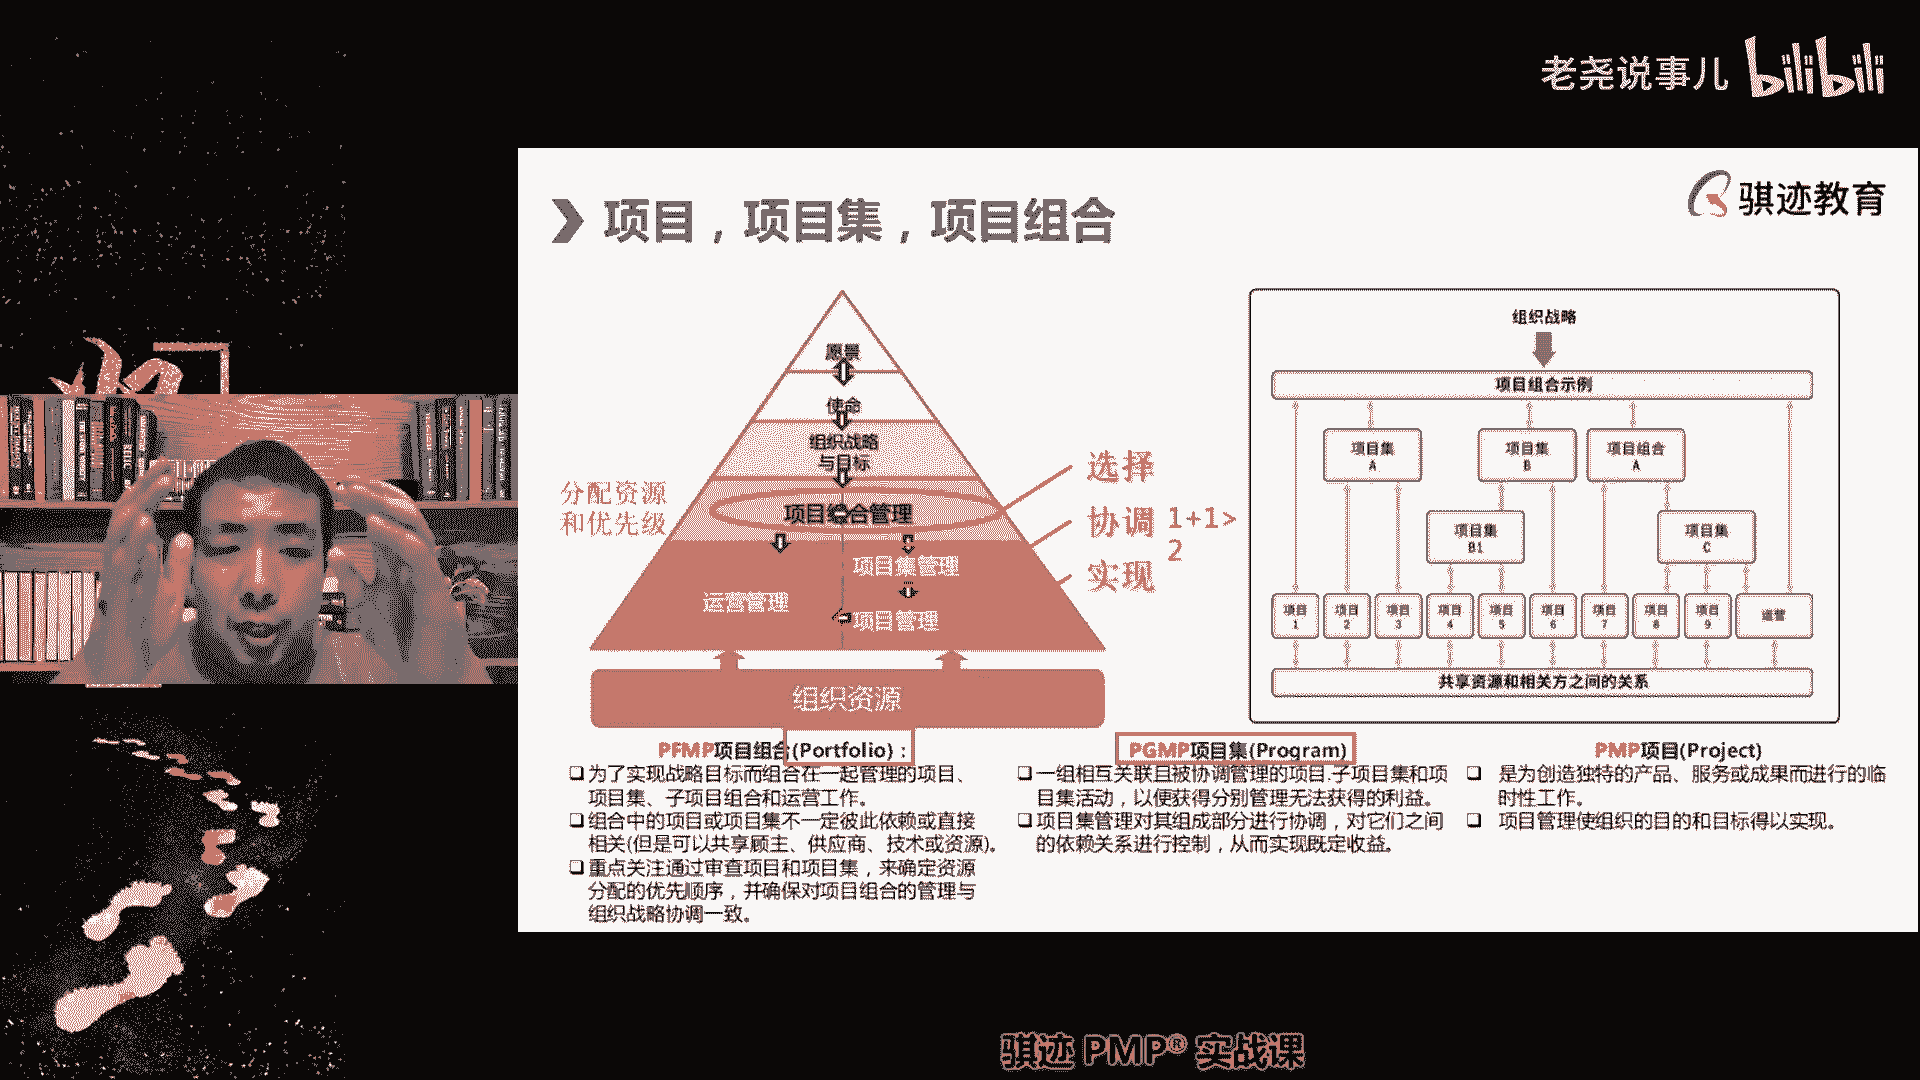 老尧说事儿 bilibili
骐迹教育
项目，项目集，项目组合
愿景
使命
组织战略
与目标
项目组合管理
分配资源
和优先级
选择
协调 1+1>
2
实现
项目集管理
运营管理
项目管理
组织资源
组织战略
项目组合示例
项目集
A
项目集
B
项目组合
A
项目集
B1
项目集
C
项目
1
项目
2
项目
3
项目
4
项目
5
项目
6
项目
7
项目
8
项目
9
运营
共享资源和相关方之间的关系
PFMP项目组合(Portfolio)：
❑为了实现战略目标而组合在一起管理的项目、
项目集、子项目组合和运营工作。
❑组合中的项目或项目集不一定彼此依赖或直接
相关(但是可以共享顾主、供应商、技术或资源)。
❑重点关注通过审查项目和项目集，来确定资源
分配的优先顺序，并确保对项目组合的管理与
组织战略协调一致。
PGMP项目集(Program)
❑一组相互关联且被协调管理的项目.子项目集和项
目集活动，以便获得分别管理无法获得的利益。
❑项目集管理对其组成部分进行协调，对它们之间
的依赖关系进行控制，从而实现既定收益。
PMP项目(Project)
❑ 是为创造独特的产品、服务或成果而进行的临
时性工作。
❑ 项目管理使组织的目的和目标得以实现。
骐迹 PMP® 实战课